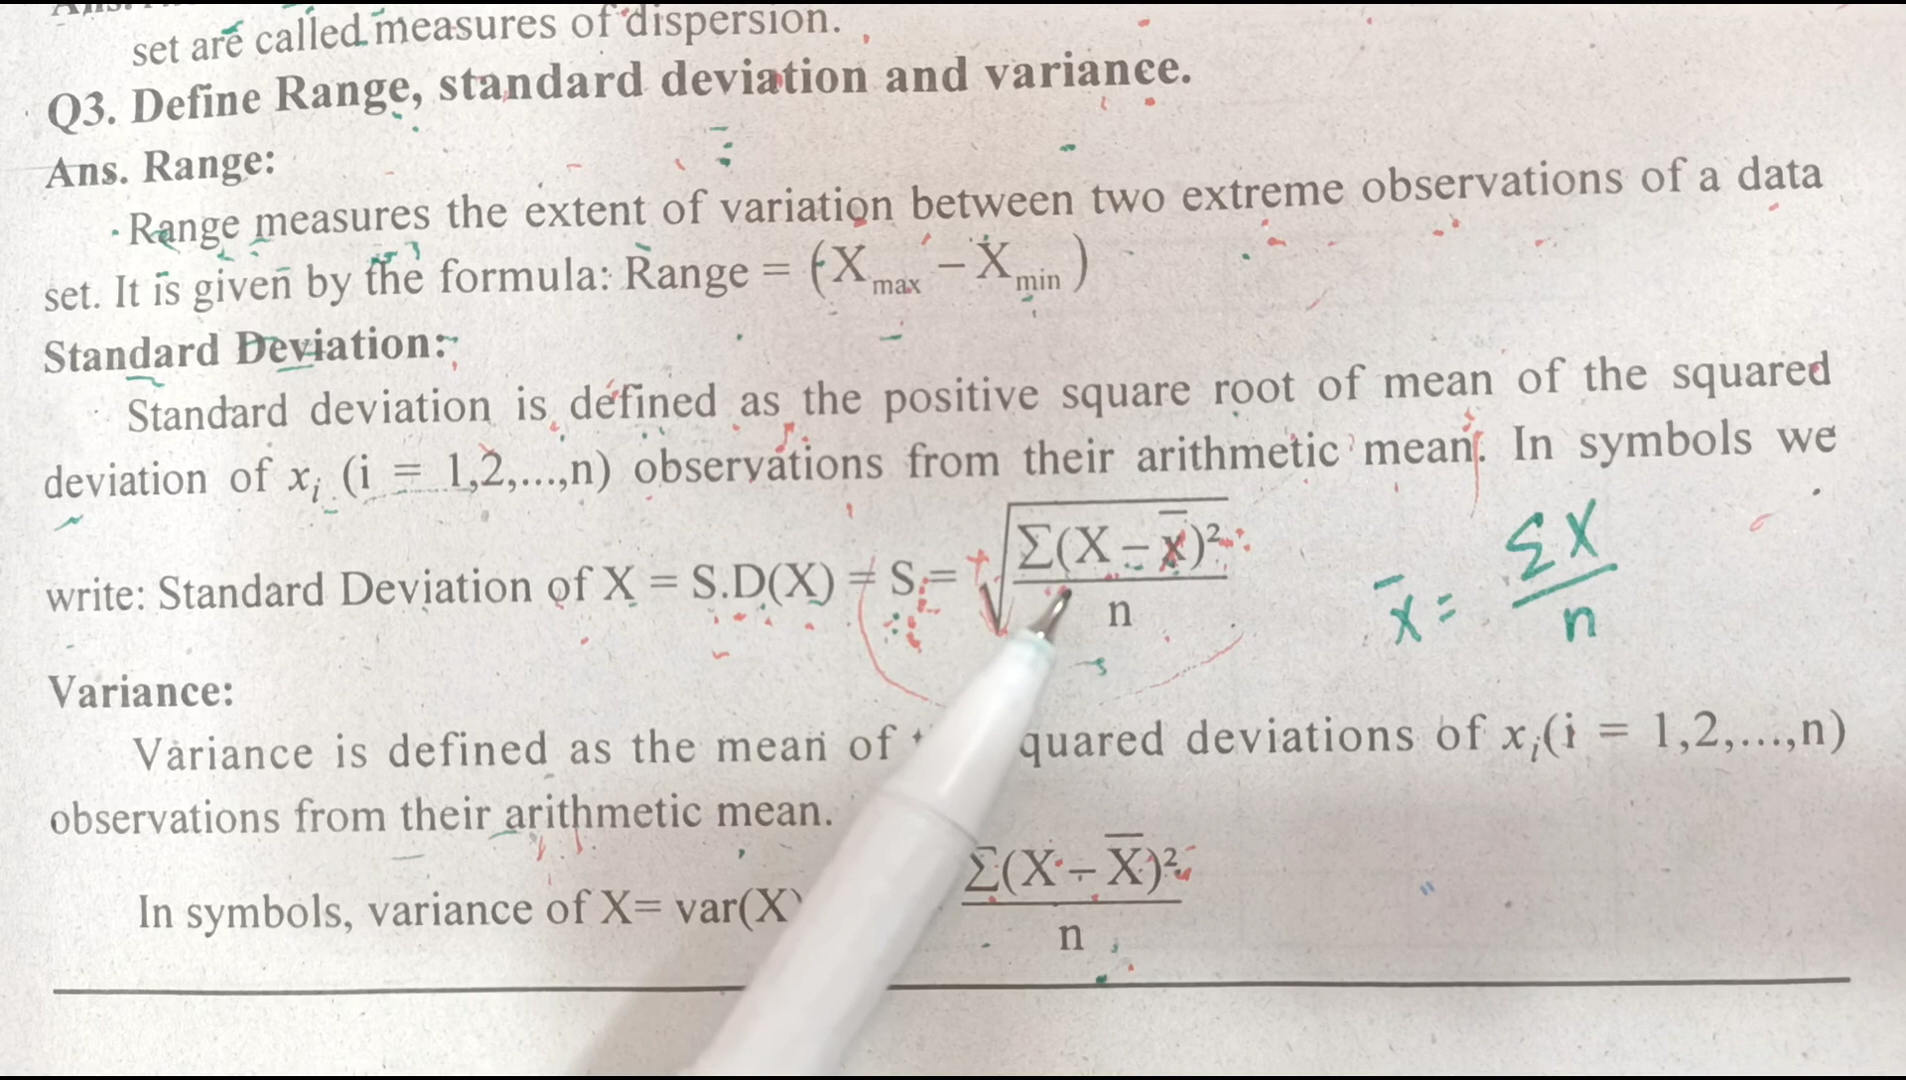 set are called measures of dispersion.
Q3. Define Range, standard deviation and variance.
Ans. Range:
Range measures the extent of variation between two extreme observations of a data
set. It is given by the formula: Range = (X_max − X_min)
Standard Deviation:
Standard deviation is defined as the positive square root of mean of the squared
deviation of x_i (i = 1,2,...,n) observations from their arithmetic mean. In symbols we
write: Standard Deviation of X = S.D(X) = S = √(Σ(X − x̅)² / n)
x̅ = ΣX / n
Variance:
Variance is defined as the mean of quared deviations of x_i(i = 1,2,...,n)
observations from their arithmetic mean.
In symbols, variance of X= var(X) Σ(X − X̅)² / n